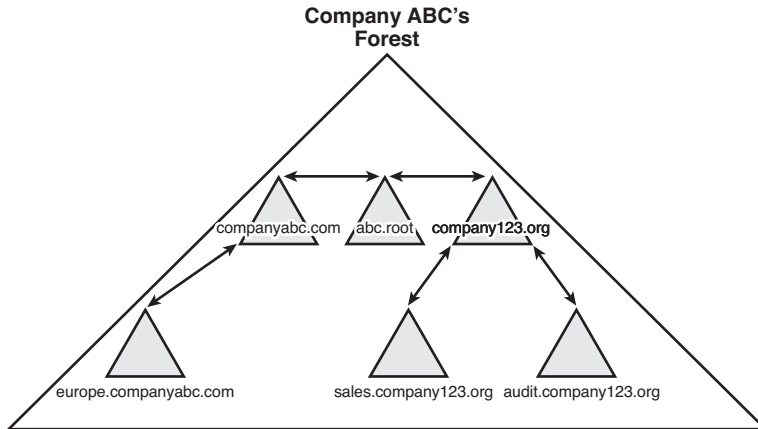 Company ABC's
Forest
companyabc.com
abc.root
company123.org
europe.companyabc.com
sales.company123.org
audit.company123.org